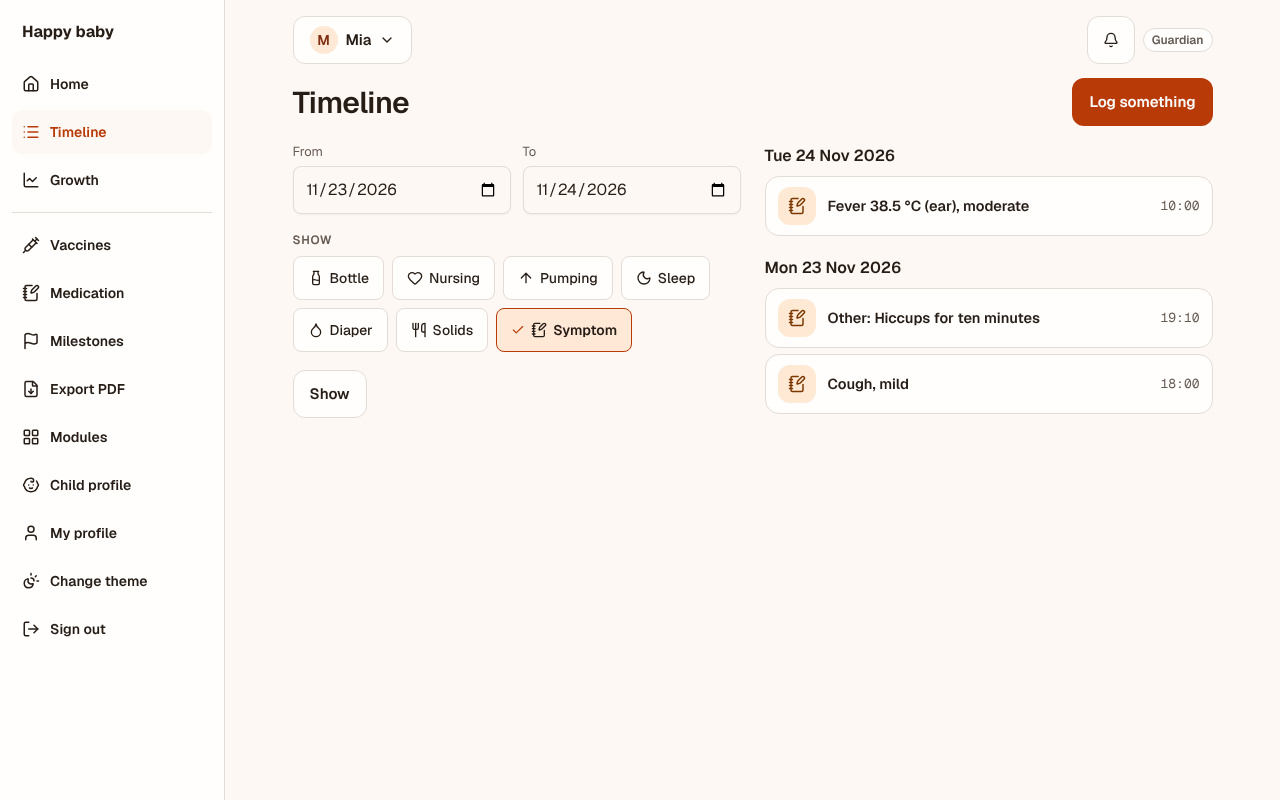 Happy baby
Home
Timeline
Growth
Vaccines
Medication
Milestones
Export PDF
Modules
Child profile
My profile
Change theme
Sign out
M Mia
Guardian
Timeline
Log something
From
To
11/23/2026
11/24/2026
SHOW
Bottle
Nursing
Pumping
Sleep
Diaper
Solids
Symptom
Show
Tue 24 Nov 2026
Fever 38.5 °C (ear), moderate 10:00
Mon 23 Nov 2026
Other: Hiccups for ten minutes 19:10
Cough, mild 18:00